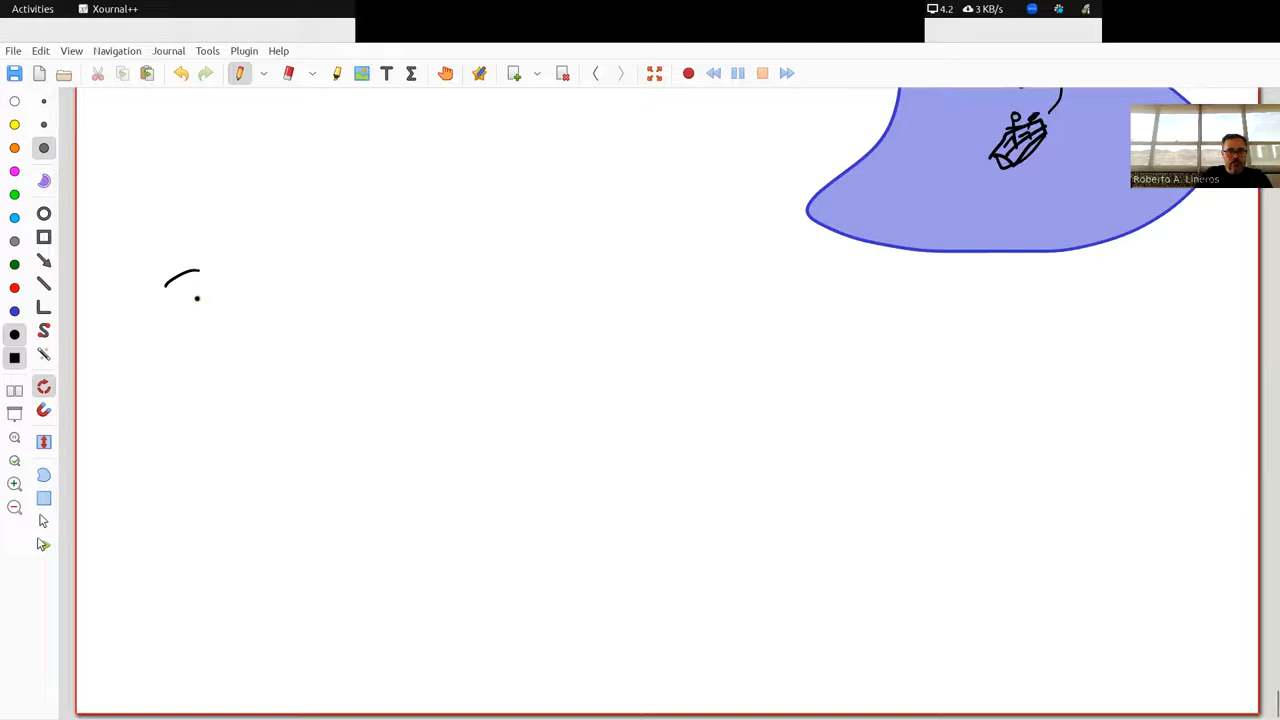 Activities Xournal++ 4.2 3 KB/s
File Edit View Navigation Journal Tools Plugin Help
Roberto A. Lineros